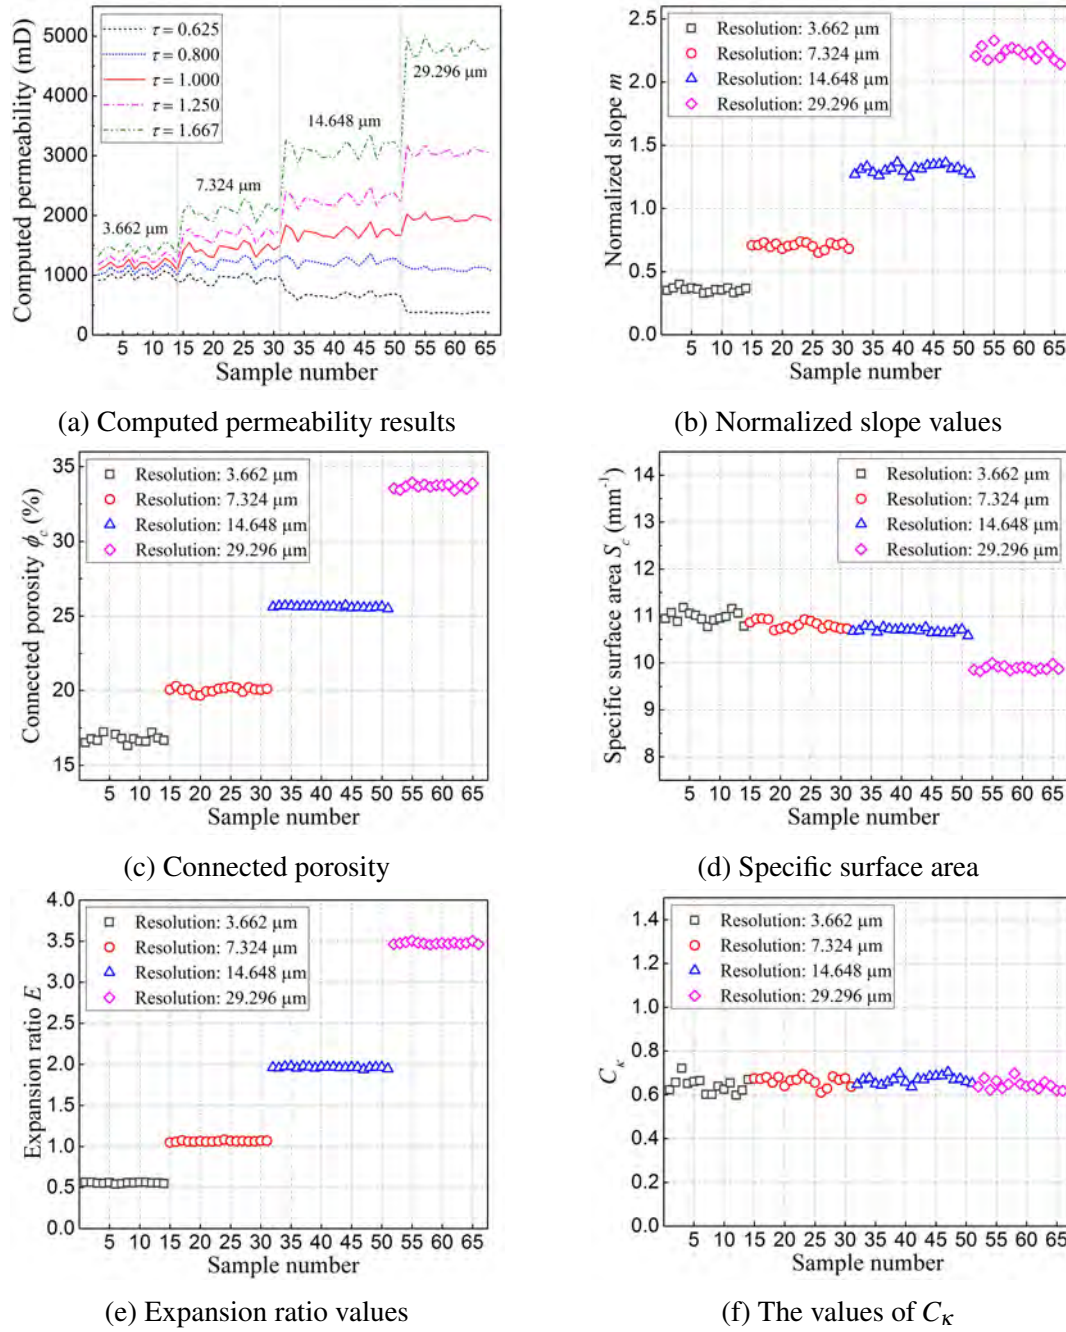 Computed permeability (mD)
5000
4000
3000
2000
1000
0
τ = 0.625
τ = 0.800
τ = 1.000
τ = 1.250
τ = 1.667
3.662 μm
7.324 μm
14.648 μm
29.296 μm
5 10 15 20 25 30 35 40 45 50 55 60 65
Sample number
(a) Computed permeability results
Normalized slope m
2.5
2.0
1.5
1.0
0.5
0.0
Resolution: 3.662 μm
Resolution: 7.324 μm
Resolution: 14.648 μm
Resolution: 29.296 μm
5 10 15 20 25 30 35 40 45 50 55 60 65
Sample number
(b) Normalized slope values
Connected porosity ϕc (%)
35
30
25
20
15
Resolution: 3.662 μm
Resolution: 7.324 μm
Resolution: 14.648 μm
Resolution: 29.296 μm
5 10 15 20 25 30 35 40 45 50 55 60 65
Sample number
(c) Connected porosity
Specific surface area Sc (mm⁻¹)
14
13
12
11
10
9
8
Resolution: 3.662 μm
Resolution: 7.324 μm
Resolution: 14.648 μm
Resolution: 29.296 μm
5 10 15 20 25 30 35 40 45 50 55 60 65
Sample number
(d) Specific surface area
Expansion ratio E
4.0
3.5
3.0
2.5
2.0
1.5
1.0
0.5
0.0
Resolution: 3.662 μm
Resolution: 7.324 μm
Resolution: 14.648 μm
Resolution: 29.296 μm
5 10 15 20 25 30 35 40 45 50 55 60 65
Sample number
(e) Expansion ratio values
Cκ
1.4
1.2
1.0
0.8
0.6
0.4
0.2
0.0
Resolution: 3.662 μm
Resolution: 7.324 μm
Resolution: 14.648 μm
Resolution: 29.296 μm
5 10 15 20 25 30 35 40 45 50 55 60 65
Sample number
(f) The values of Cκ